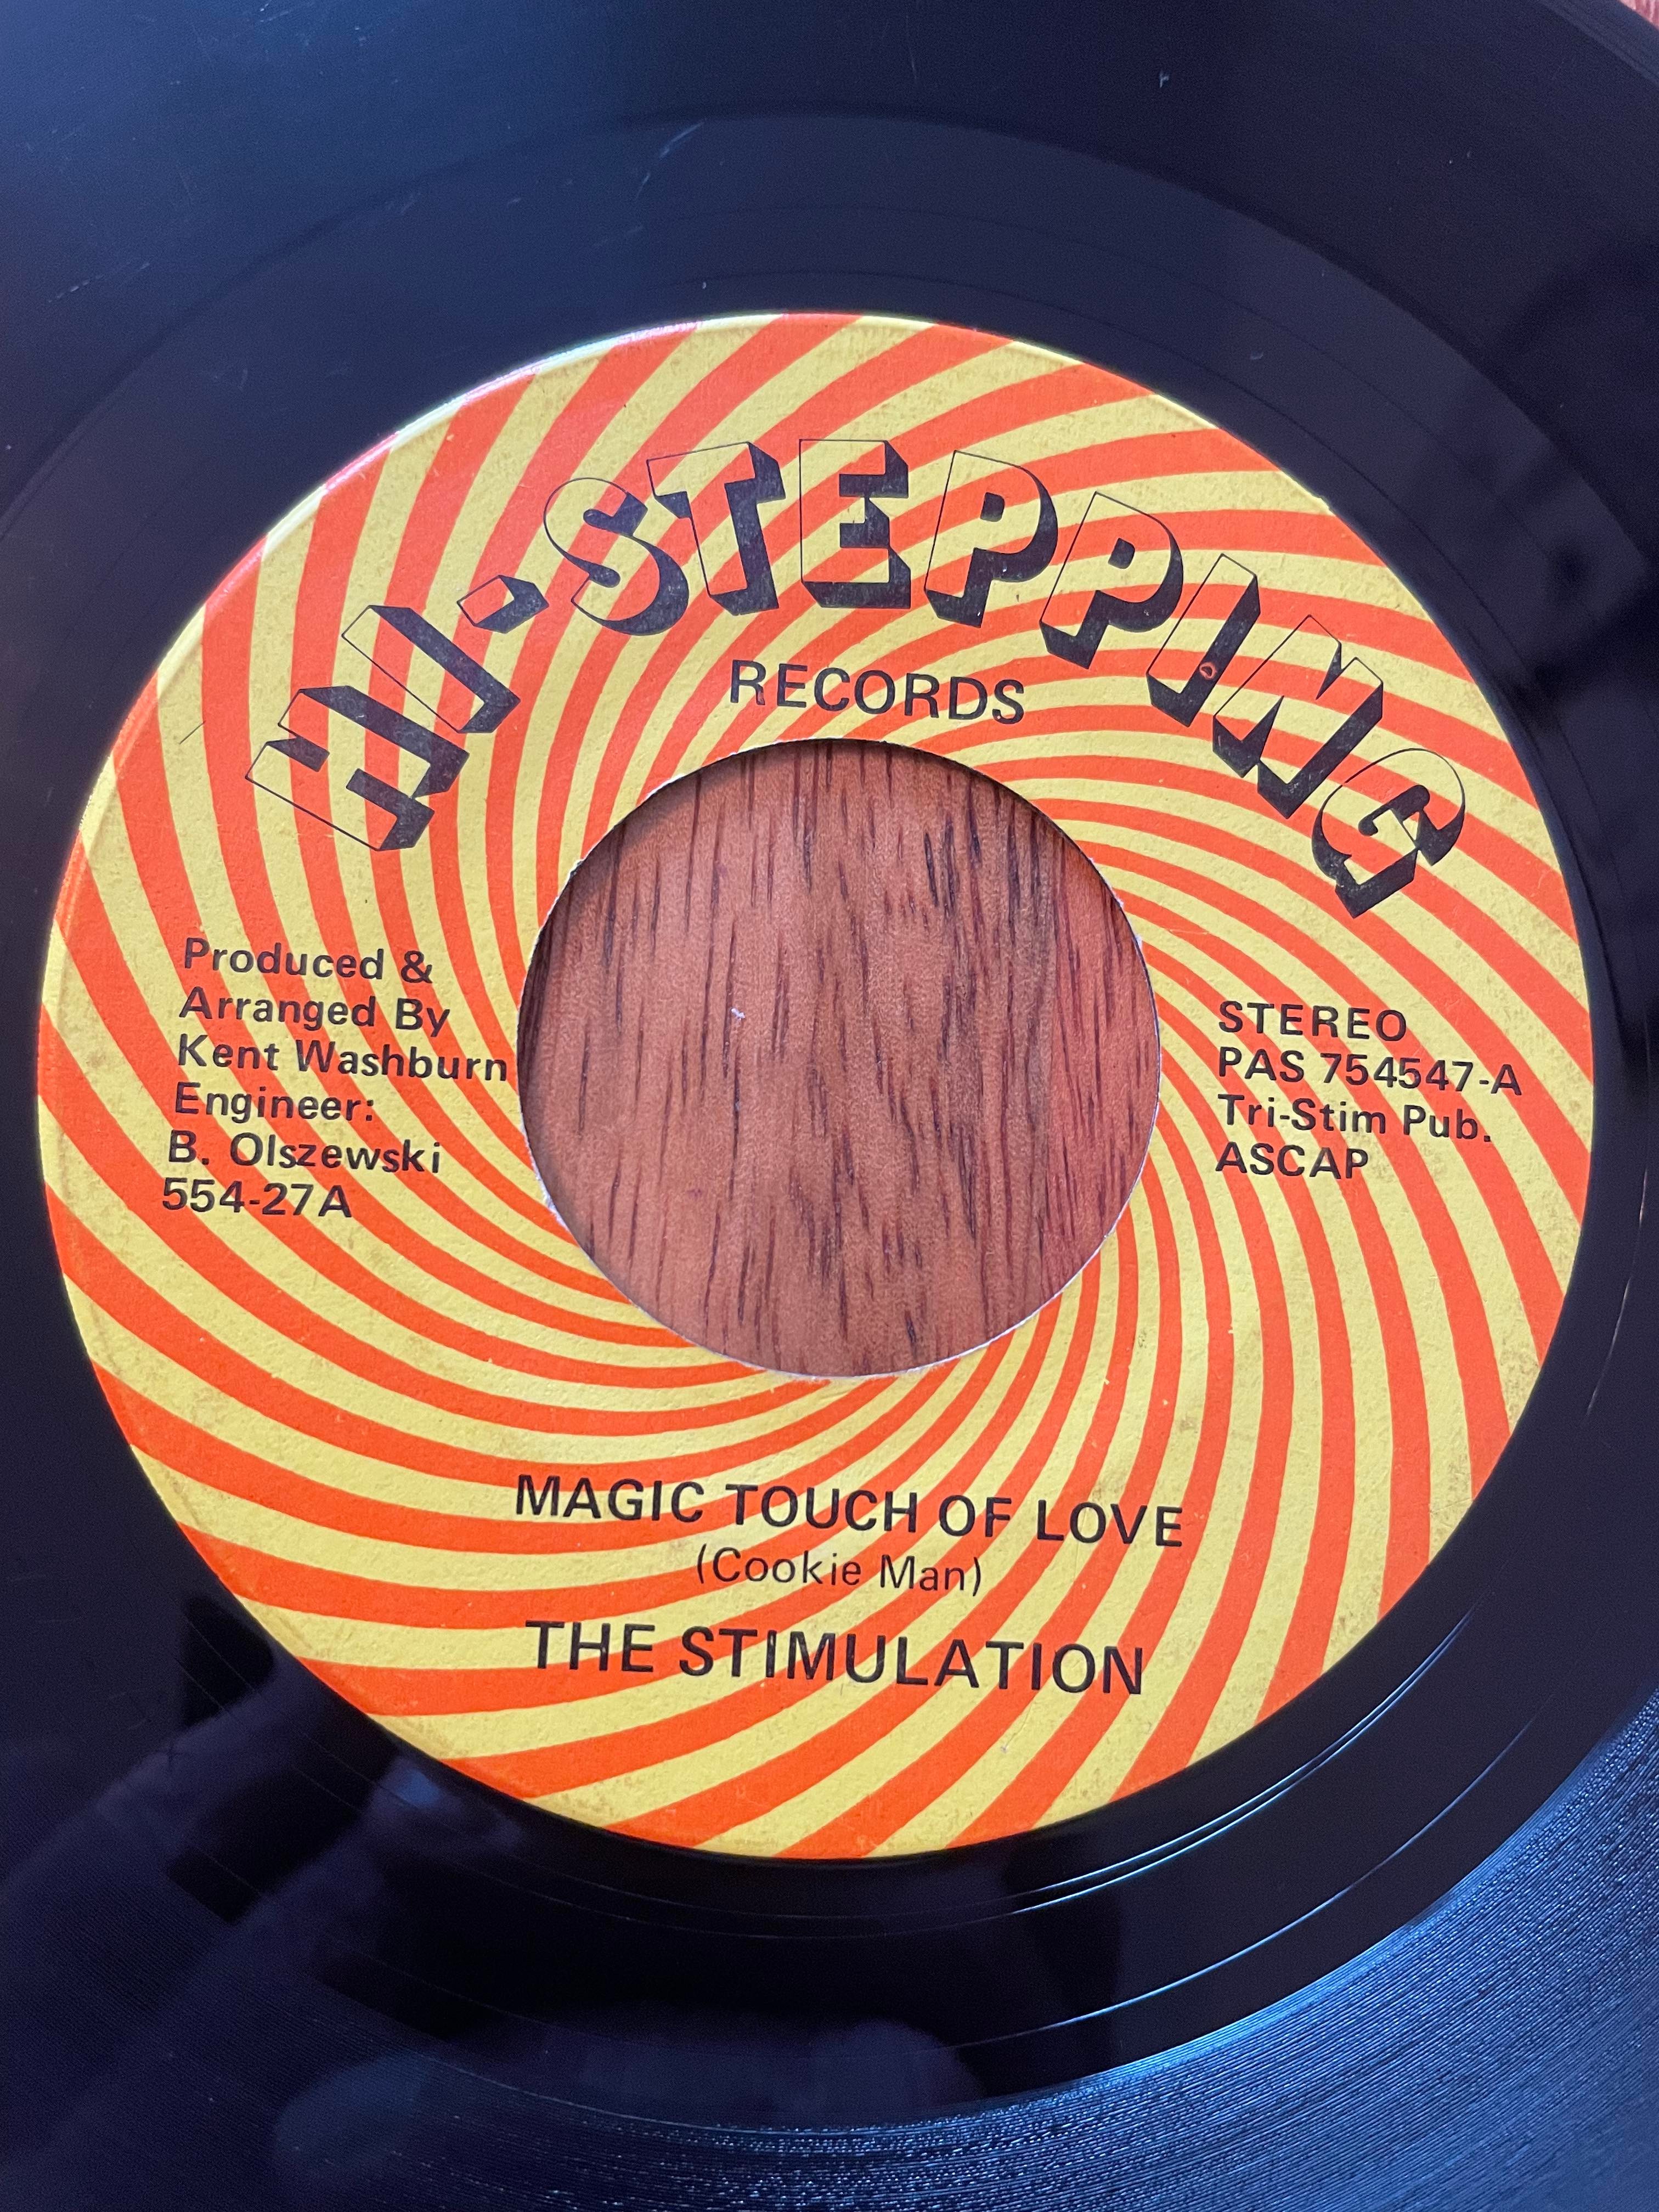 HI-STEPPING
RECORDS
Produced &
Arranged By
Kent Washburn
Engineer:
B. Olszewski
554-27A
STEREO
PAS 754547-A
Tri-Stim Pub.
ASCAP
MAGIC TOUCH OF LOVE
(Cookie Man)
THE STIMULATION